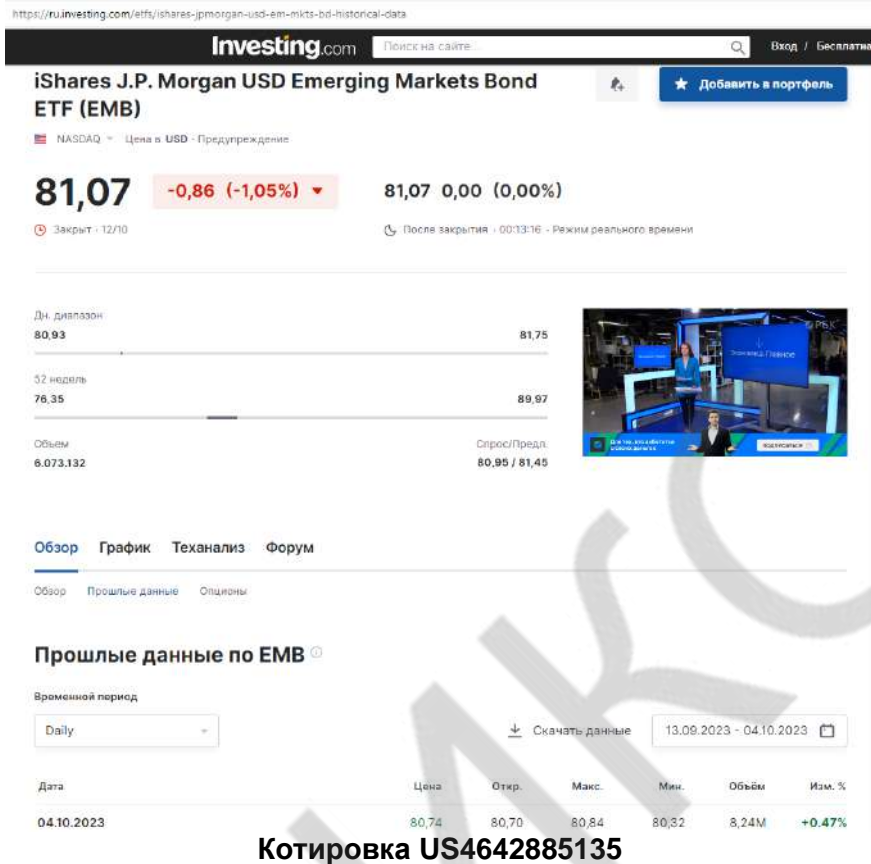 https://ru.investing.com/etfs/ishares-jpmorgan-usd-em-mkts-bd-historical-data
Investing.com Поиск на сайте... Вход / Бесплатна
iShares J.P. Morgan USD Emerging Markets Bond
ETF (EMB)
Добавить в портфель
NASDAQ Цена в USD - Предупреждение
81,07 -0,86 (-1,05%) 81,07 0,00 (0,00%)
Закрыт · 12/10 После закрытия · 00:13:16 - Режим реального времени
Дн. диапазон
80,93 81,75
52 недель
76,35 89,97
Объем Спрос/Предл.
6.073.132 80,95 / 81,45
РБК
Экономика. Главное
Обзор График Теханализ Форум
Обзор Прошлые данные Опционы
Прошлые данные по EMB
Временной период
Daily Скачать данные 13.09.2023 - 04.10.2023
Дата Цена Откр. Макс. Мин. Объём Изм. %
04.10.2023 80,74 80,70 80,84 80,32 8,24M +0.47%
Котировка US4642885135